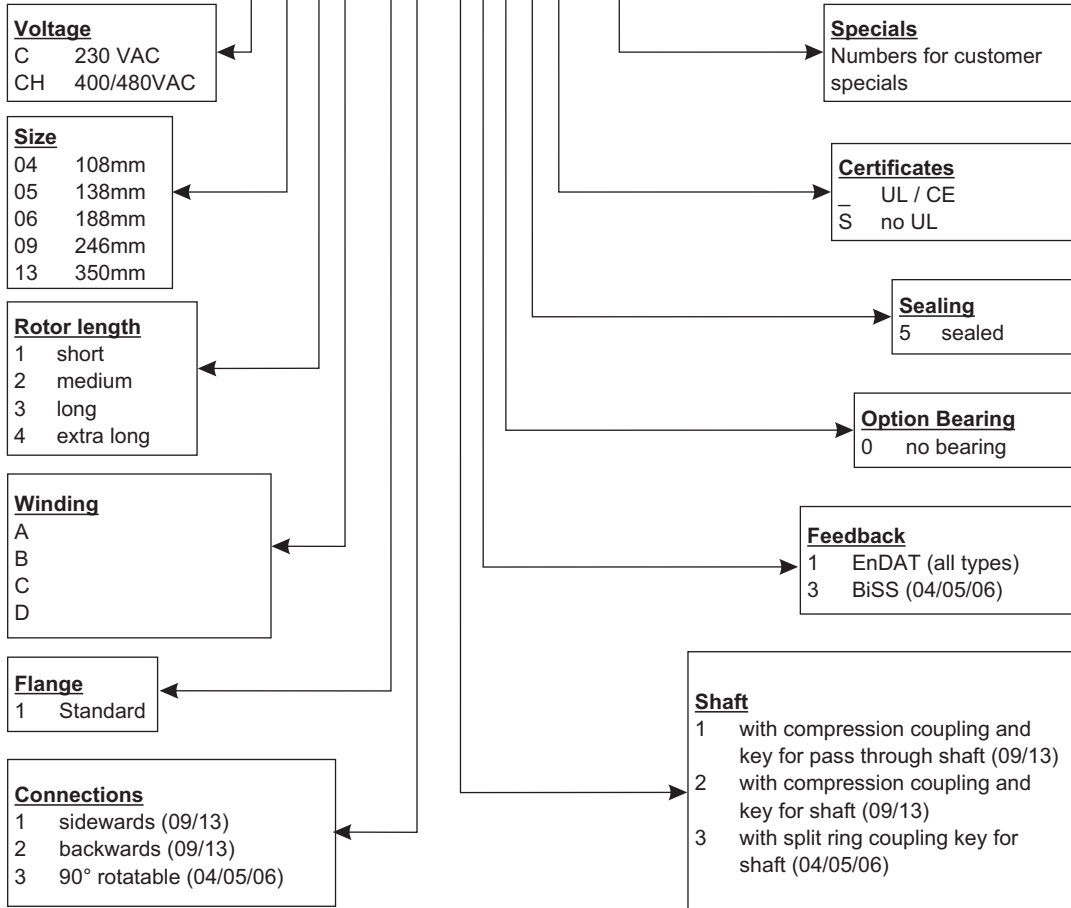 Voltage
C 230 VAC
CH 400/480VAC
Size
04 108mm
05 138mm
06 188mm
09 246mm
13 350mm
Rotor length
1 short
2 medium
3 long
4 extra long
Winding
A
B
C
D
Flange
1 Standard
Connections
1 sidewards (09/13)
2 backwards (09/13)
3 90° rotatable (04/05/06)
Specials
Numbers for customer
specials
Certificates
_ UL / CE
S no UL
Sealing
5 sealed
Option Bearing
0 no bearing
Feedback
1 EnDAT (all types)
3 BiSS (04/05/06)
Shaft
1 with compression coupling and
key for pass through shaft (09/13)
2 with compression coupling and
key for shaft (09/13)
3 with split ring coupling key for
shaft (04/05/06)